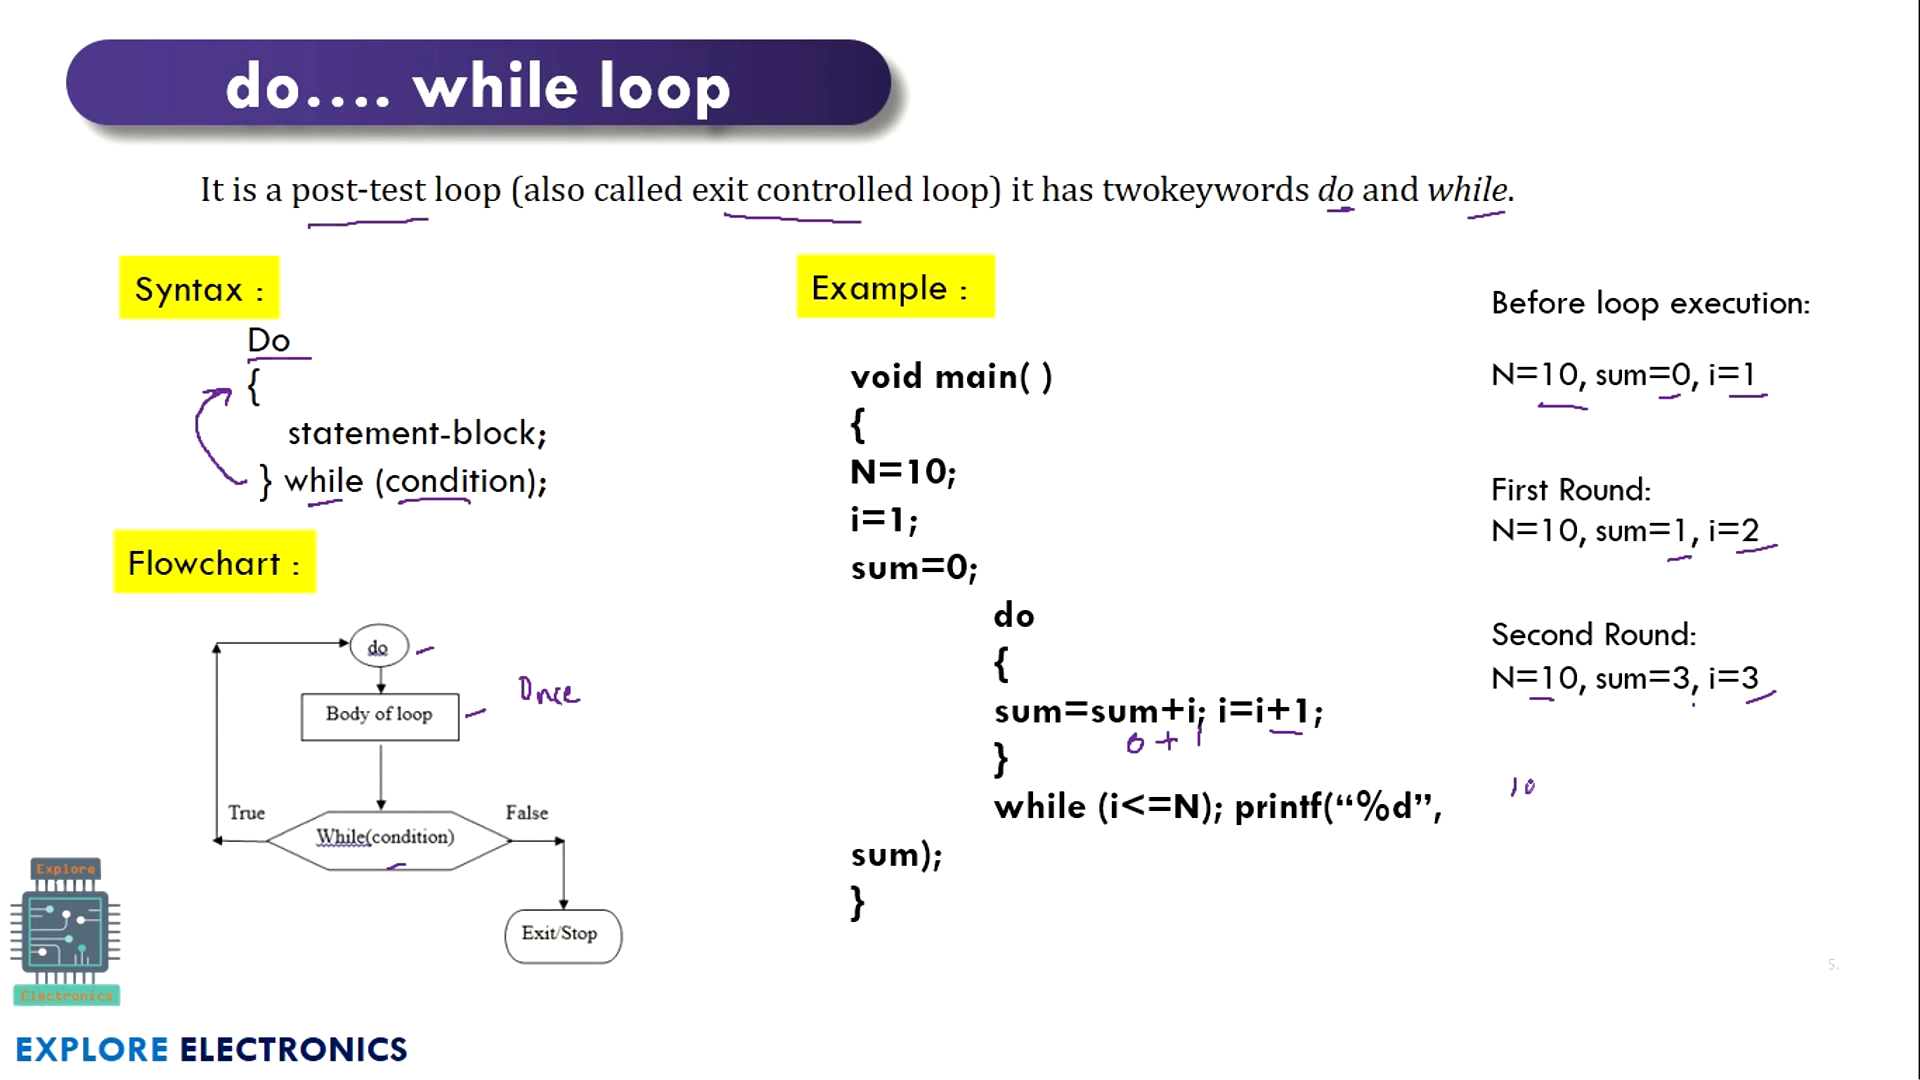 do.... while loop
It is a post-test loop (also called exit controlled loop) it has twokeywords do and while.
Syntax :
Do
{
statement-block;
} while (condition);
Flowchart :
do
Body of loop
Once
True
False
While(condition)
Exit/Stop
Example :
void main( )
{
N=10;
i=1;
sum=0;
do
{
sum=sum+i; i=i+1;
0 + 1
}
while (i<=N); printf(“%d”,
sum);
}
Before loop execution:
N=10, sum=0, i=1
First Round:
N=10, sum=1, i=2
Second Round:
N=10, sum=3, i=3
10
s.
Explore
Electronics
EXPLORE ELECTRONICS